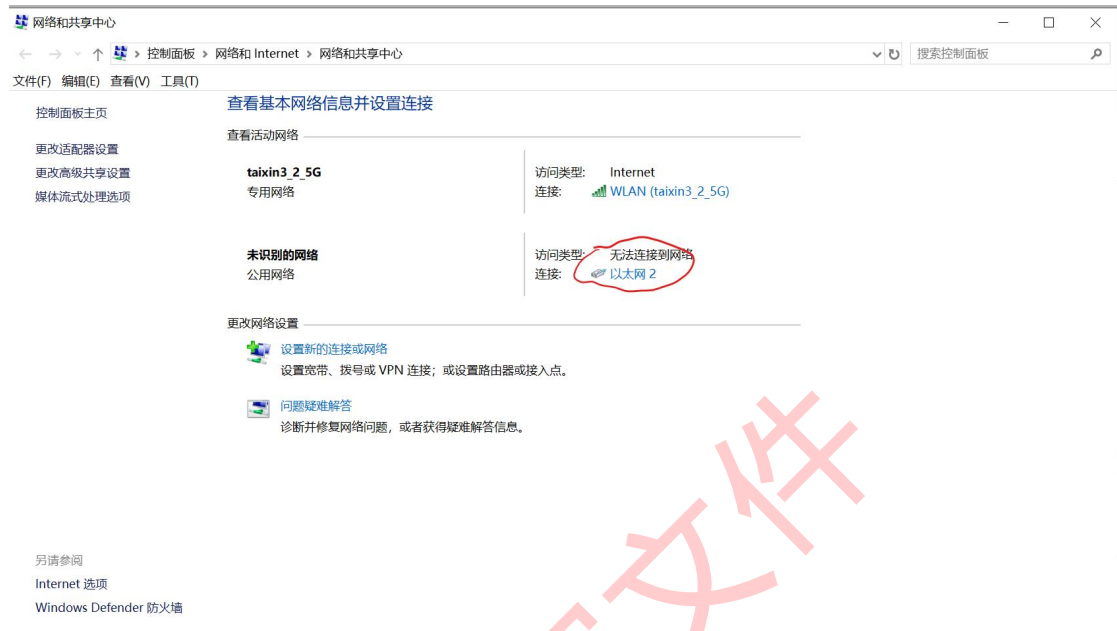 网络和共享中心
控制面板 > 网络和 Internet > 网络和共享中心
搜索控制面板
文件(F) 编辑(E) 查看(V) 工具(T)
控制面板主页
更改适配器设置
更改高级共享设置
媒体流式处理选项
查看基本网络信息并设置连接
查看活动网络
taixin3_2_5G
专用网络
访问类型: Internet
连接: WLAN (taixin3_2_5G)
未识别的网络
公用网络
访问类型: 无法连接到网络
连接: 以太网 2
更改网络设置
设置新的连接或网络
设置宽带、拨号或 VPN 连接；或设置路由器或接入点。
问题疑难解答
诊断并修复网络问题，或者获得疑难解答信息。
另请参阅
Internet 选项
Windows Defender 防火墙
文件